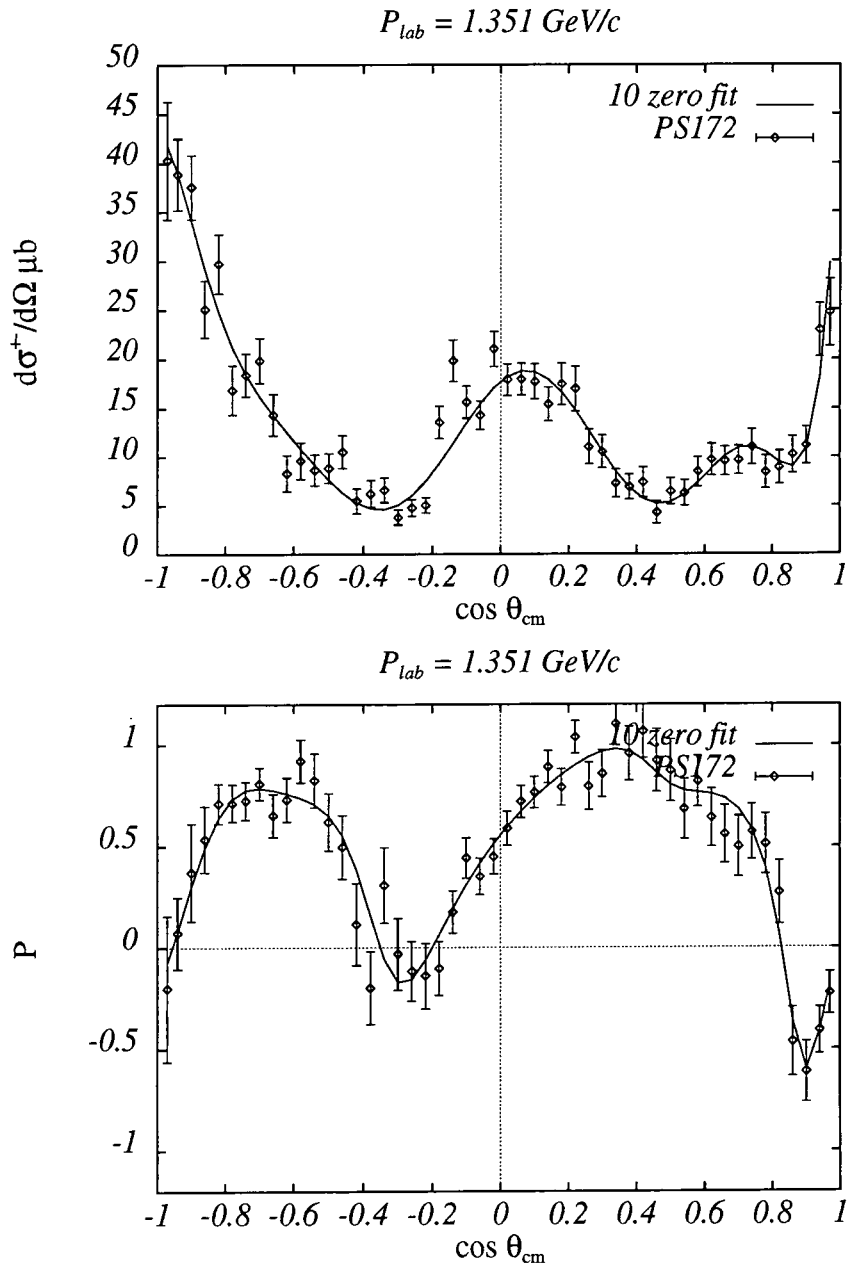 P_lab = 1.351 GeV/c
50
45
40
35
30
25
20
15
10
5
0
dσ⁺/dΩ μb
10 zero fit
PS172
-1 -0.8 -0.6 -0.4 -0.2 0 0.2 0.4 0.6 0.8 1
cos θ_cm
P_lab = 1.351 GeV/c
1
0.5
0
-0.5
-1
P
10 zero fit
PS172
-1 -0.8 -0.6 -0.4 -0.2 0 0.2 0.4 0.6 0.8 1
cos θ_cm